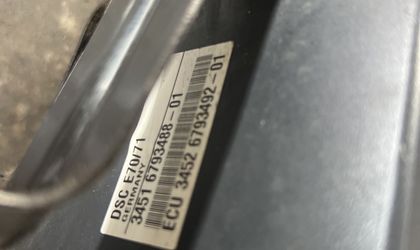 DSC E70/71
GERMANY
3451 6793488-01
ECU 3452 6793492-01